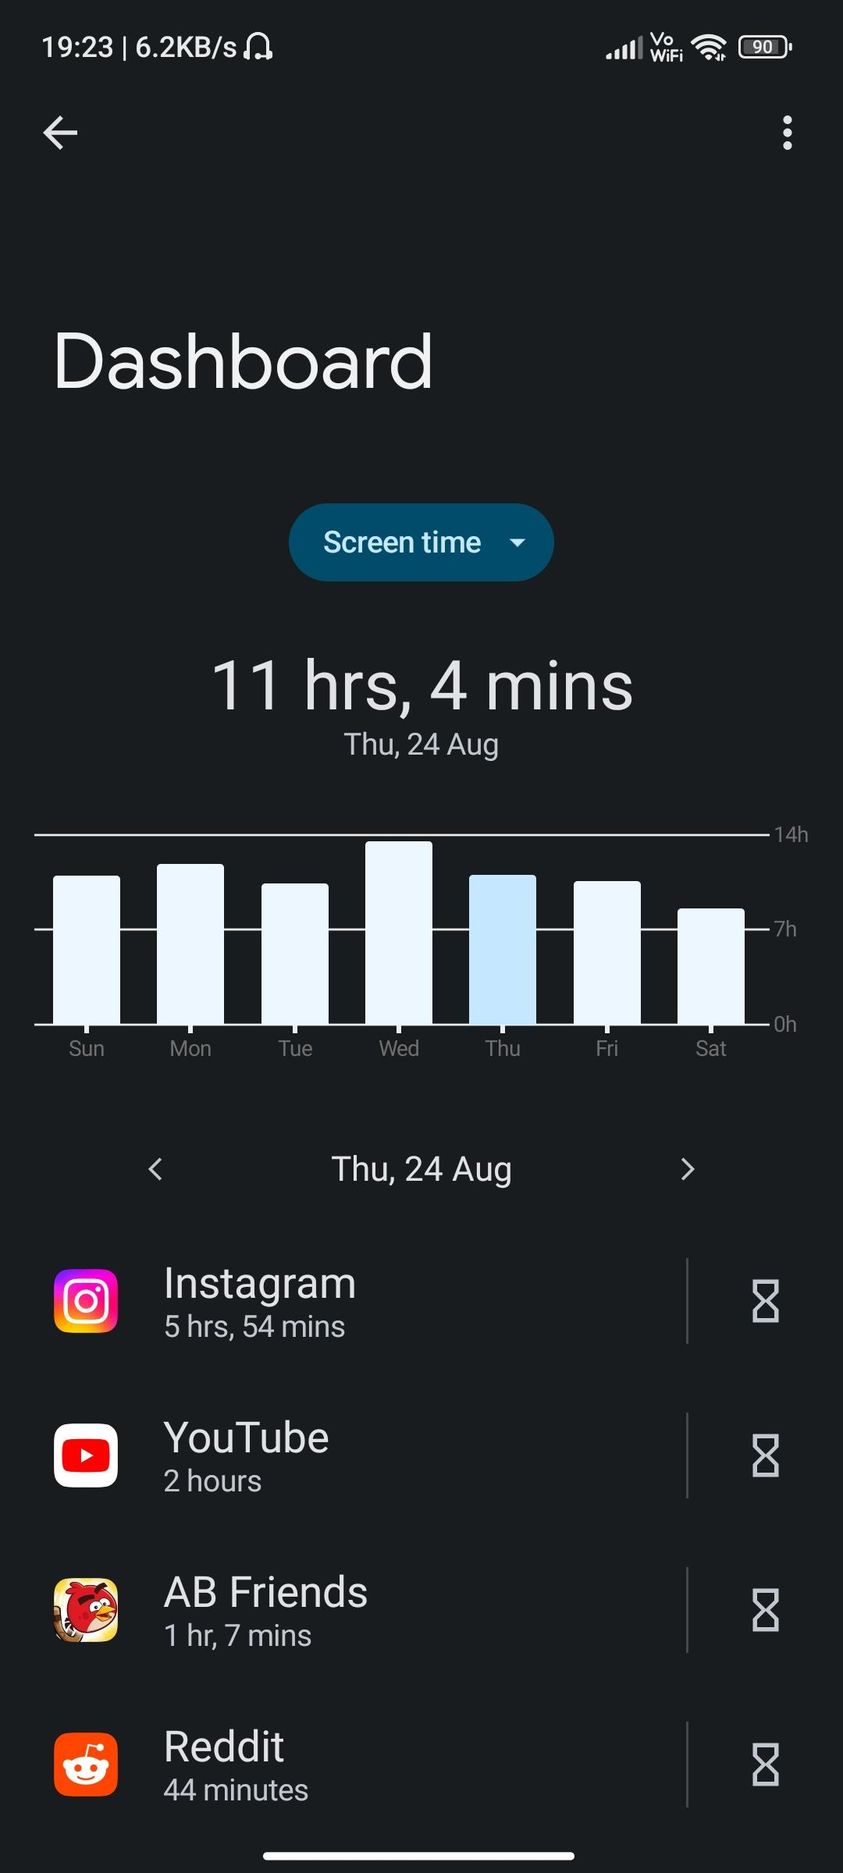 19:23 | 6.2KB/s
Vo
WiFi
90
Dashboard
Screen time
11 hrs, 4 mins
Thu, 24 Aug
14h
7h
0h
Sun Mon Tue Wed Thu Fri Sat
Thu, 24 Aug
Instagram
5 hrs, 54 mins
YouTube
2 hours
AB Friends
1 hr, 7 mins
Reddit
44 minutes